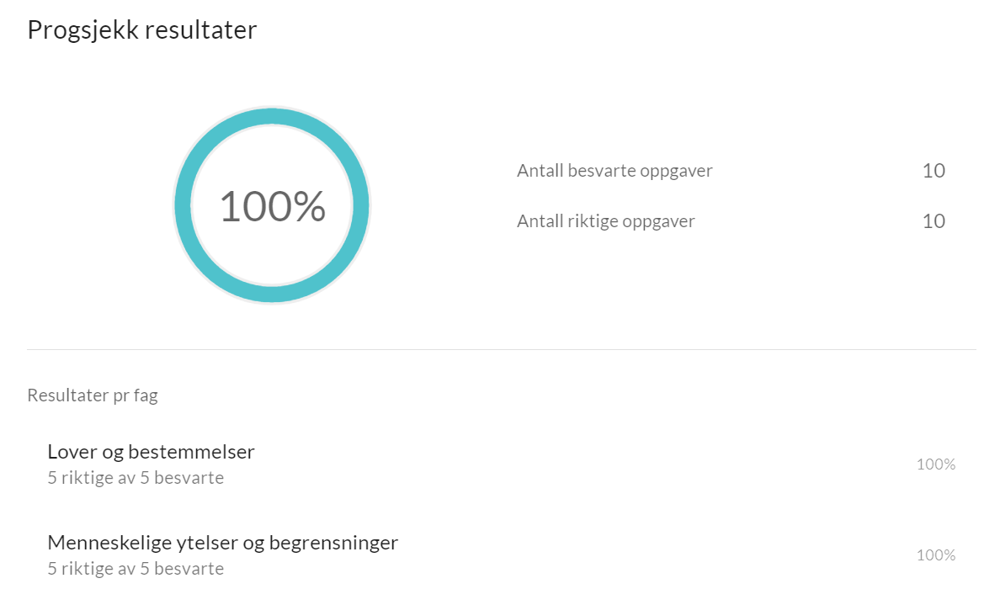 Progsjekk resultater
100%
Antall besvarte oppgaver 10
Antall riktige oppgaver 10
Resultater pr fag
Lover og bestemmelser
5 riktige av 5 besvarte
100%
Menneskelige ytelser og begrensninger
5 riktige av 5 besvarte
100%